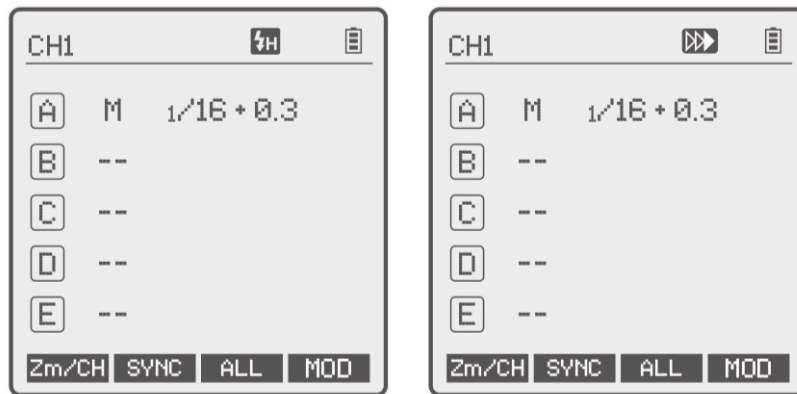 CH1 H
A M 1/16 + 0.3
B --
C --
D --
E --
Zm/CH SYNC ALL MOD
CH1
A M 1/16 + 0.3
B --
C --
D --
E --
Zm/CH SYNC ALL MOD